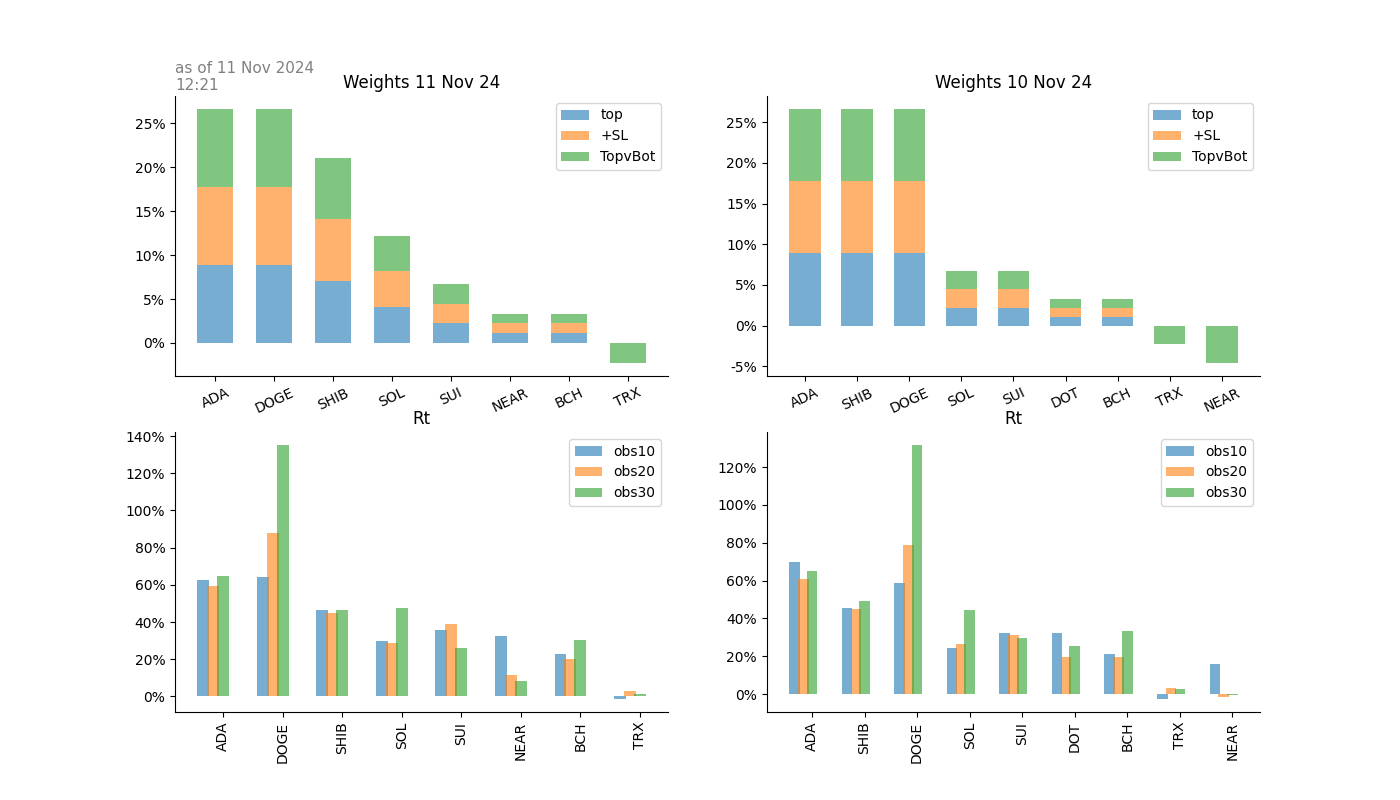 as of 11 Nov 2024
12:21
Weights 11 Nov 24
25%
20%
15%
10%
5%
0%
top
+SL
TopvBot
ADA DOGE SHIB SOL SUI NEAR BCH TRX
Weights 10 Nov 24
25%
20%
15%
10%
5%
0%
-5%
top
+SL
TopvBot
ADA SHIB DOGE SOL SUI DOT BCH TRX NEAR
Rt
140%
120%
100%
80%
60%
40%
20%
0%
obs10
obs20
obs30
ADA DOGE SHIB SOL SUI NEAR BCH TRX
Rt
120%
100%
80%
60%
40%
20%
0%
obs10
obs20
obs30
ADA SHIB DOGE SOL SUI DOT BCH TRX NEAR